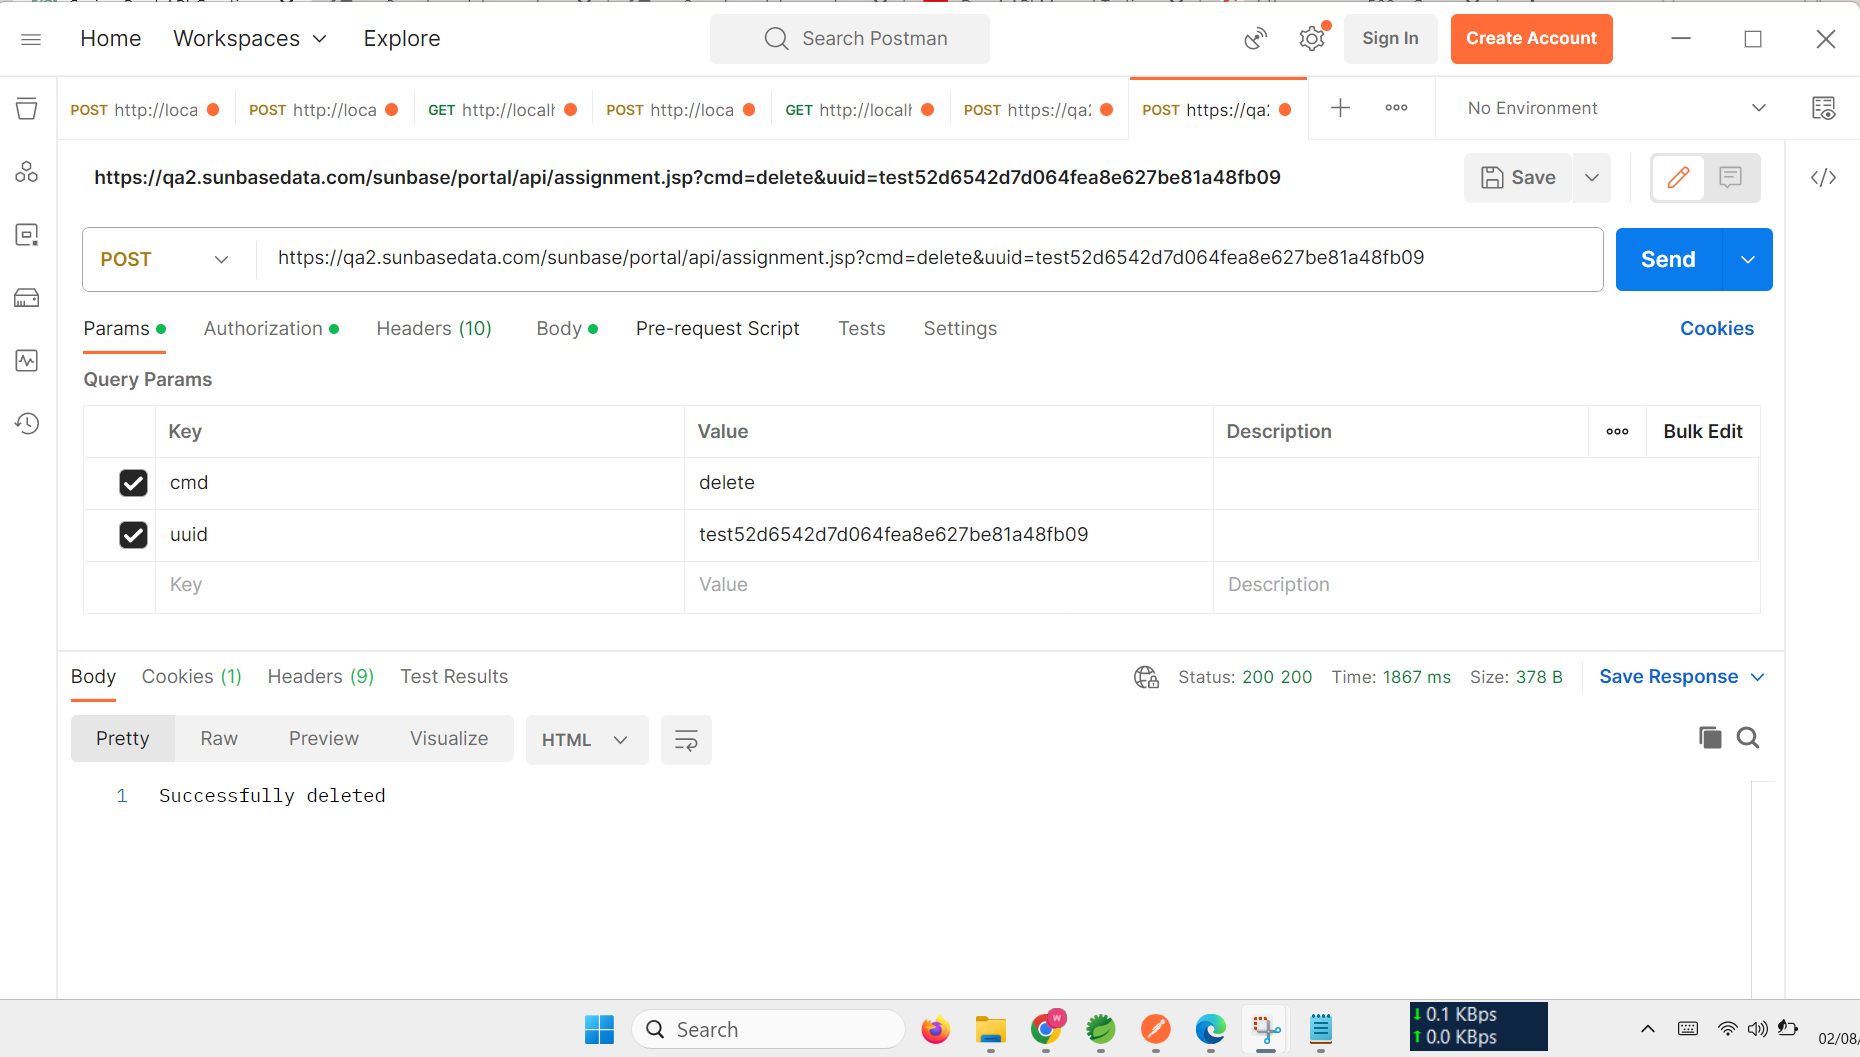 Home Workspaces Explore Search Postman Sign In Create Account
POST http://loca POST http://loca GET http://localh POST http://loca GET http://localh POST https://qa2 POST https://qa2 No Environment
https://qa2.sunbasedata.com/sunbase/portal/api/assignment.jsp?cmd=delete&uuid=test52d6542d7d064fea8e627be81a48fb09 Save
POST https://qa2.sunbasedata.com/sunbase/portal/api/assignment.jsp?cmd=delete&uuid=test52d6542d7d064fea8e627be81a48fb09 Send
Params Authorization Headers (10) Body Pre-request Script Tests Settings Cookies
Query Params
Key Value Description Bulk Edit
cmd delete
uuid test52d6542d7d064fea8e627be81a48fb09
Key Value Description
Body Cookies (1) Headers (9) Test Results Status: 200 200 Time: 1867 ms Size: 378 B Save Response
Pretty Raw Preview Visualize HTML
1 Successfully deleted
Search
↓ 0.1 KBps
↑ 0.0 KBps
02/08/